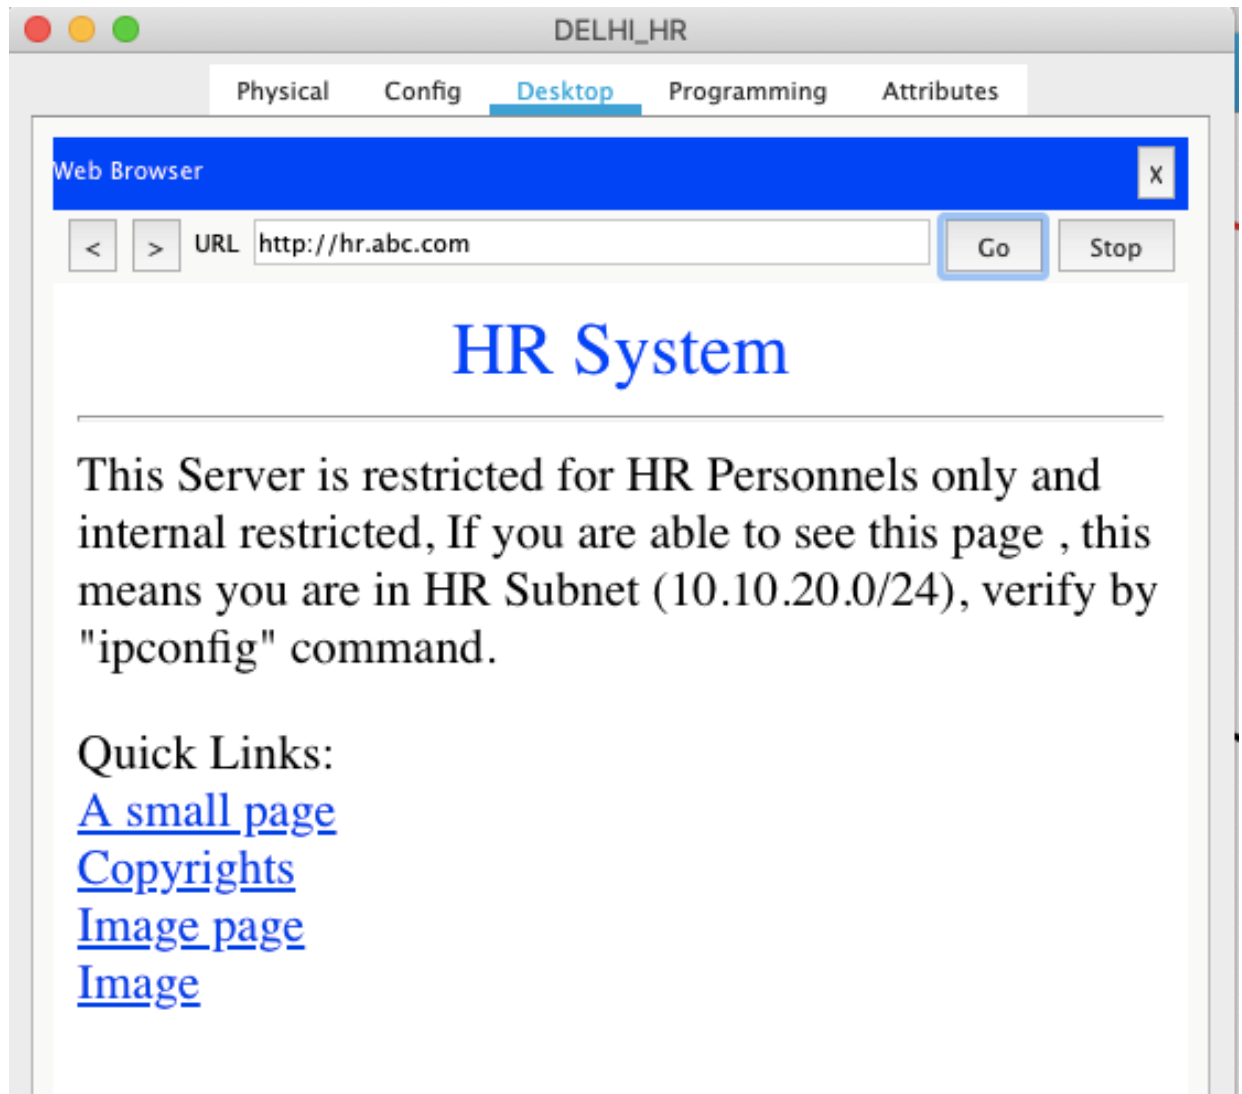 DELHI_HR
Physical Config Desktop Programming Attributes
Web Browser X
< > URL http://hr.abc.com Go Stop
HR System
This Server is restricted for HR Personnels only and
internal restricted, If you are able to see this page , this
means you are in HR Subnet (10.10.20.0/24), verify by
"ipconfig" command.
Quick Links:
A small page
Copyrights
Image page
Image